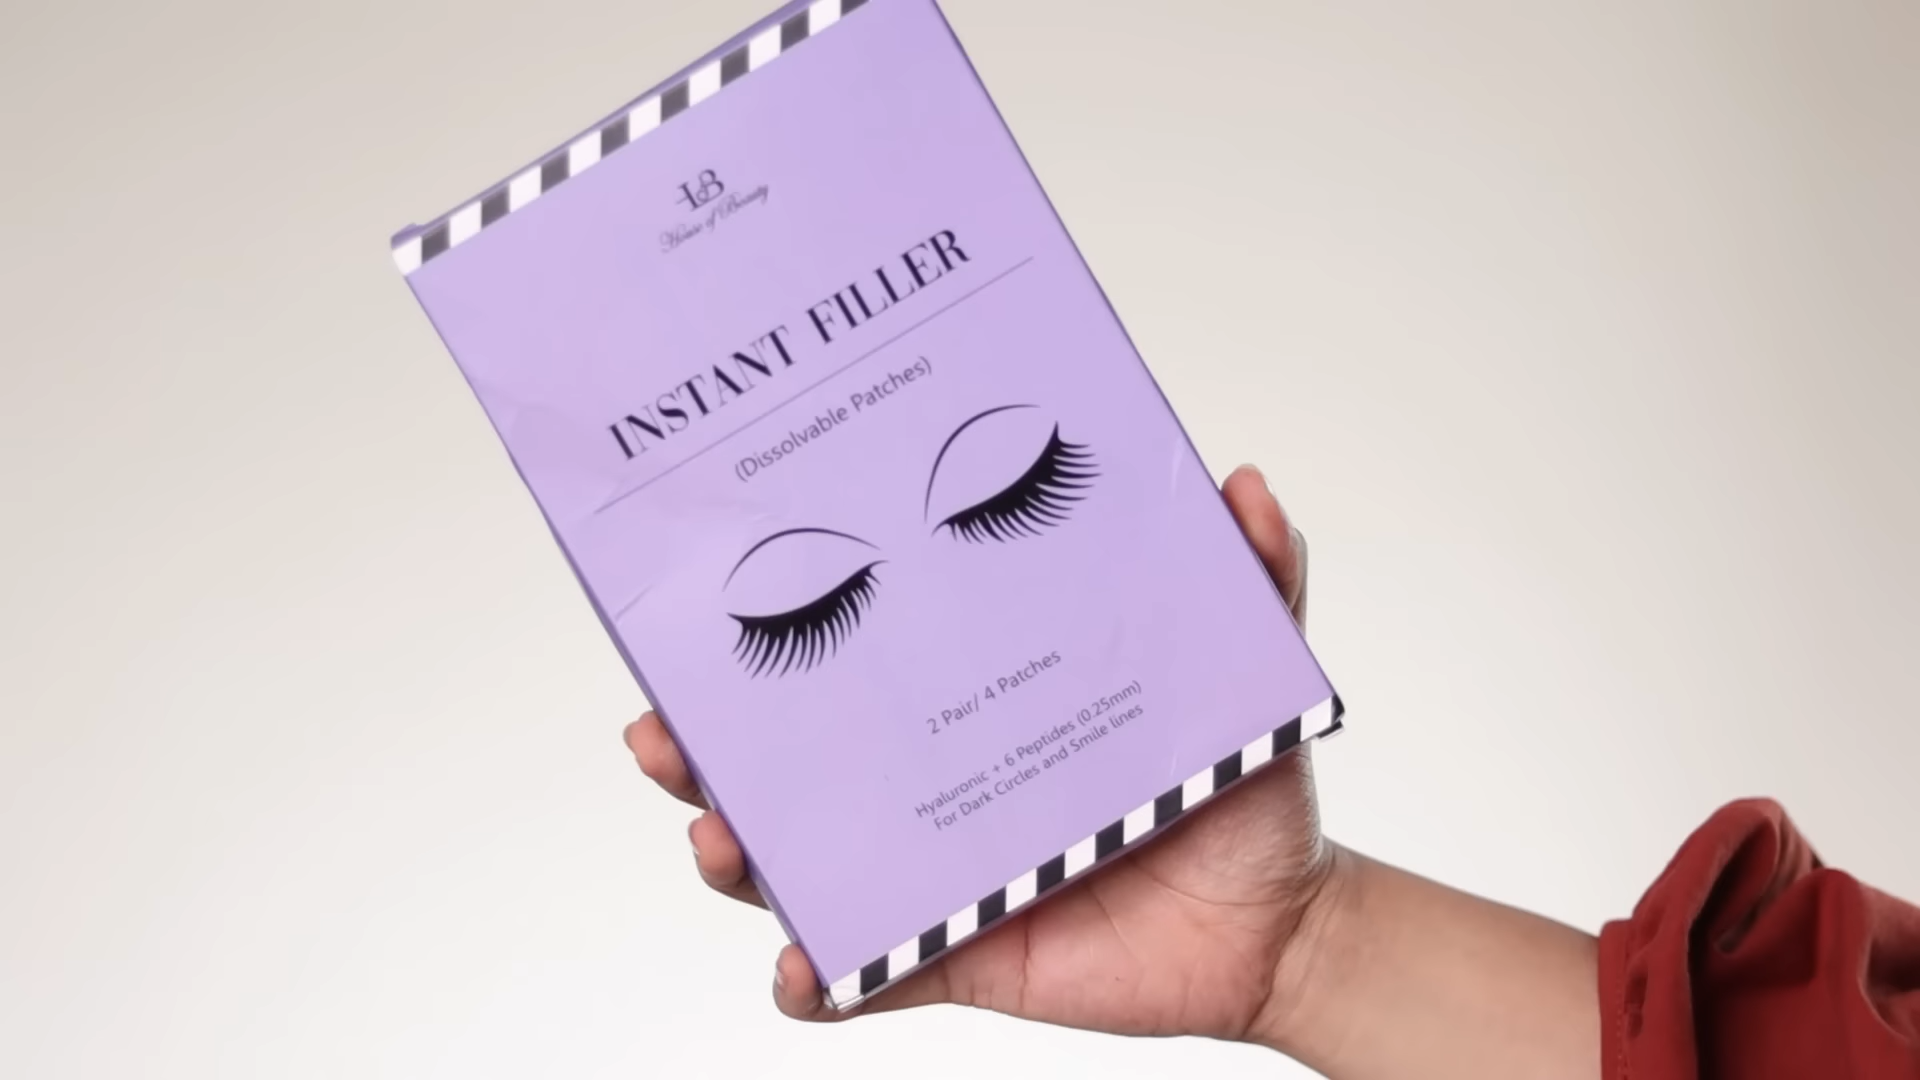 HB
House of Beauty
INSTANT FILLER
(Dissolvable Patches)
2 Pair/ 4 Patches
Hyaluronic + 6 Peptides (0.25mm)
For Dark Circles and Smile lines